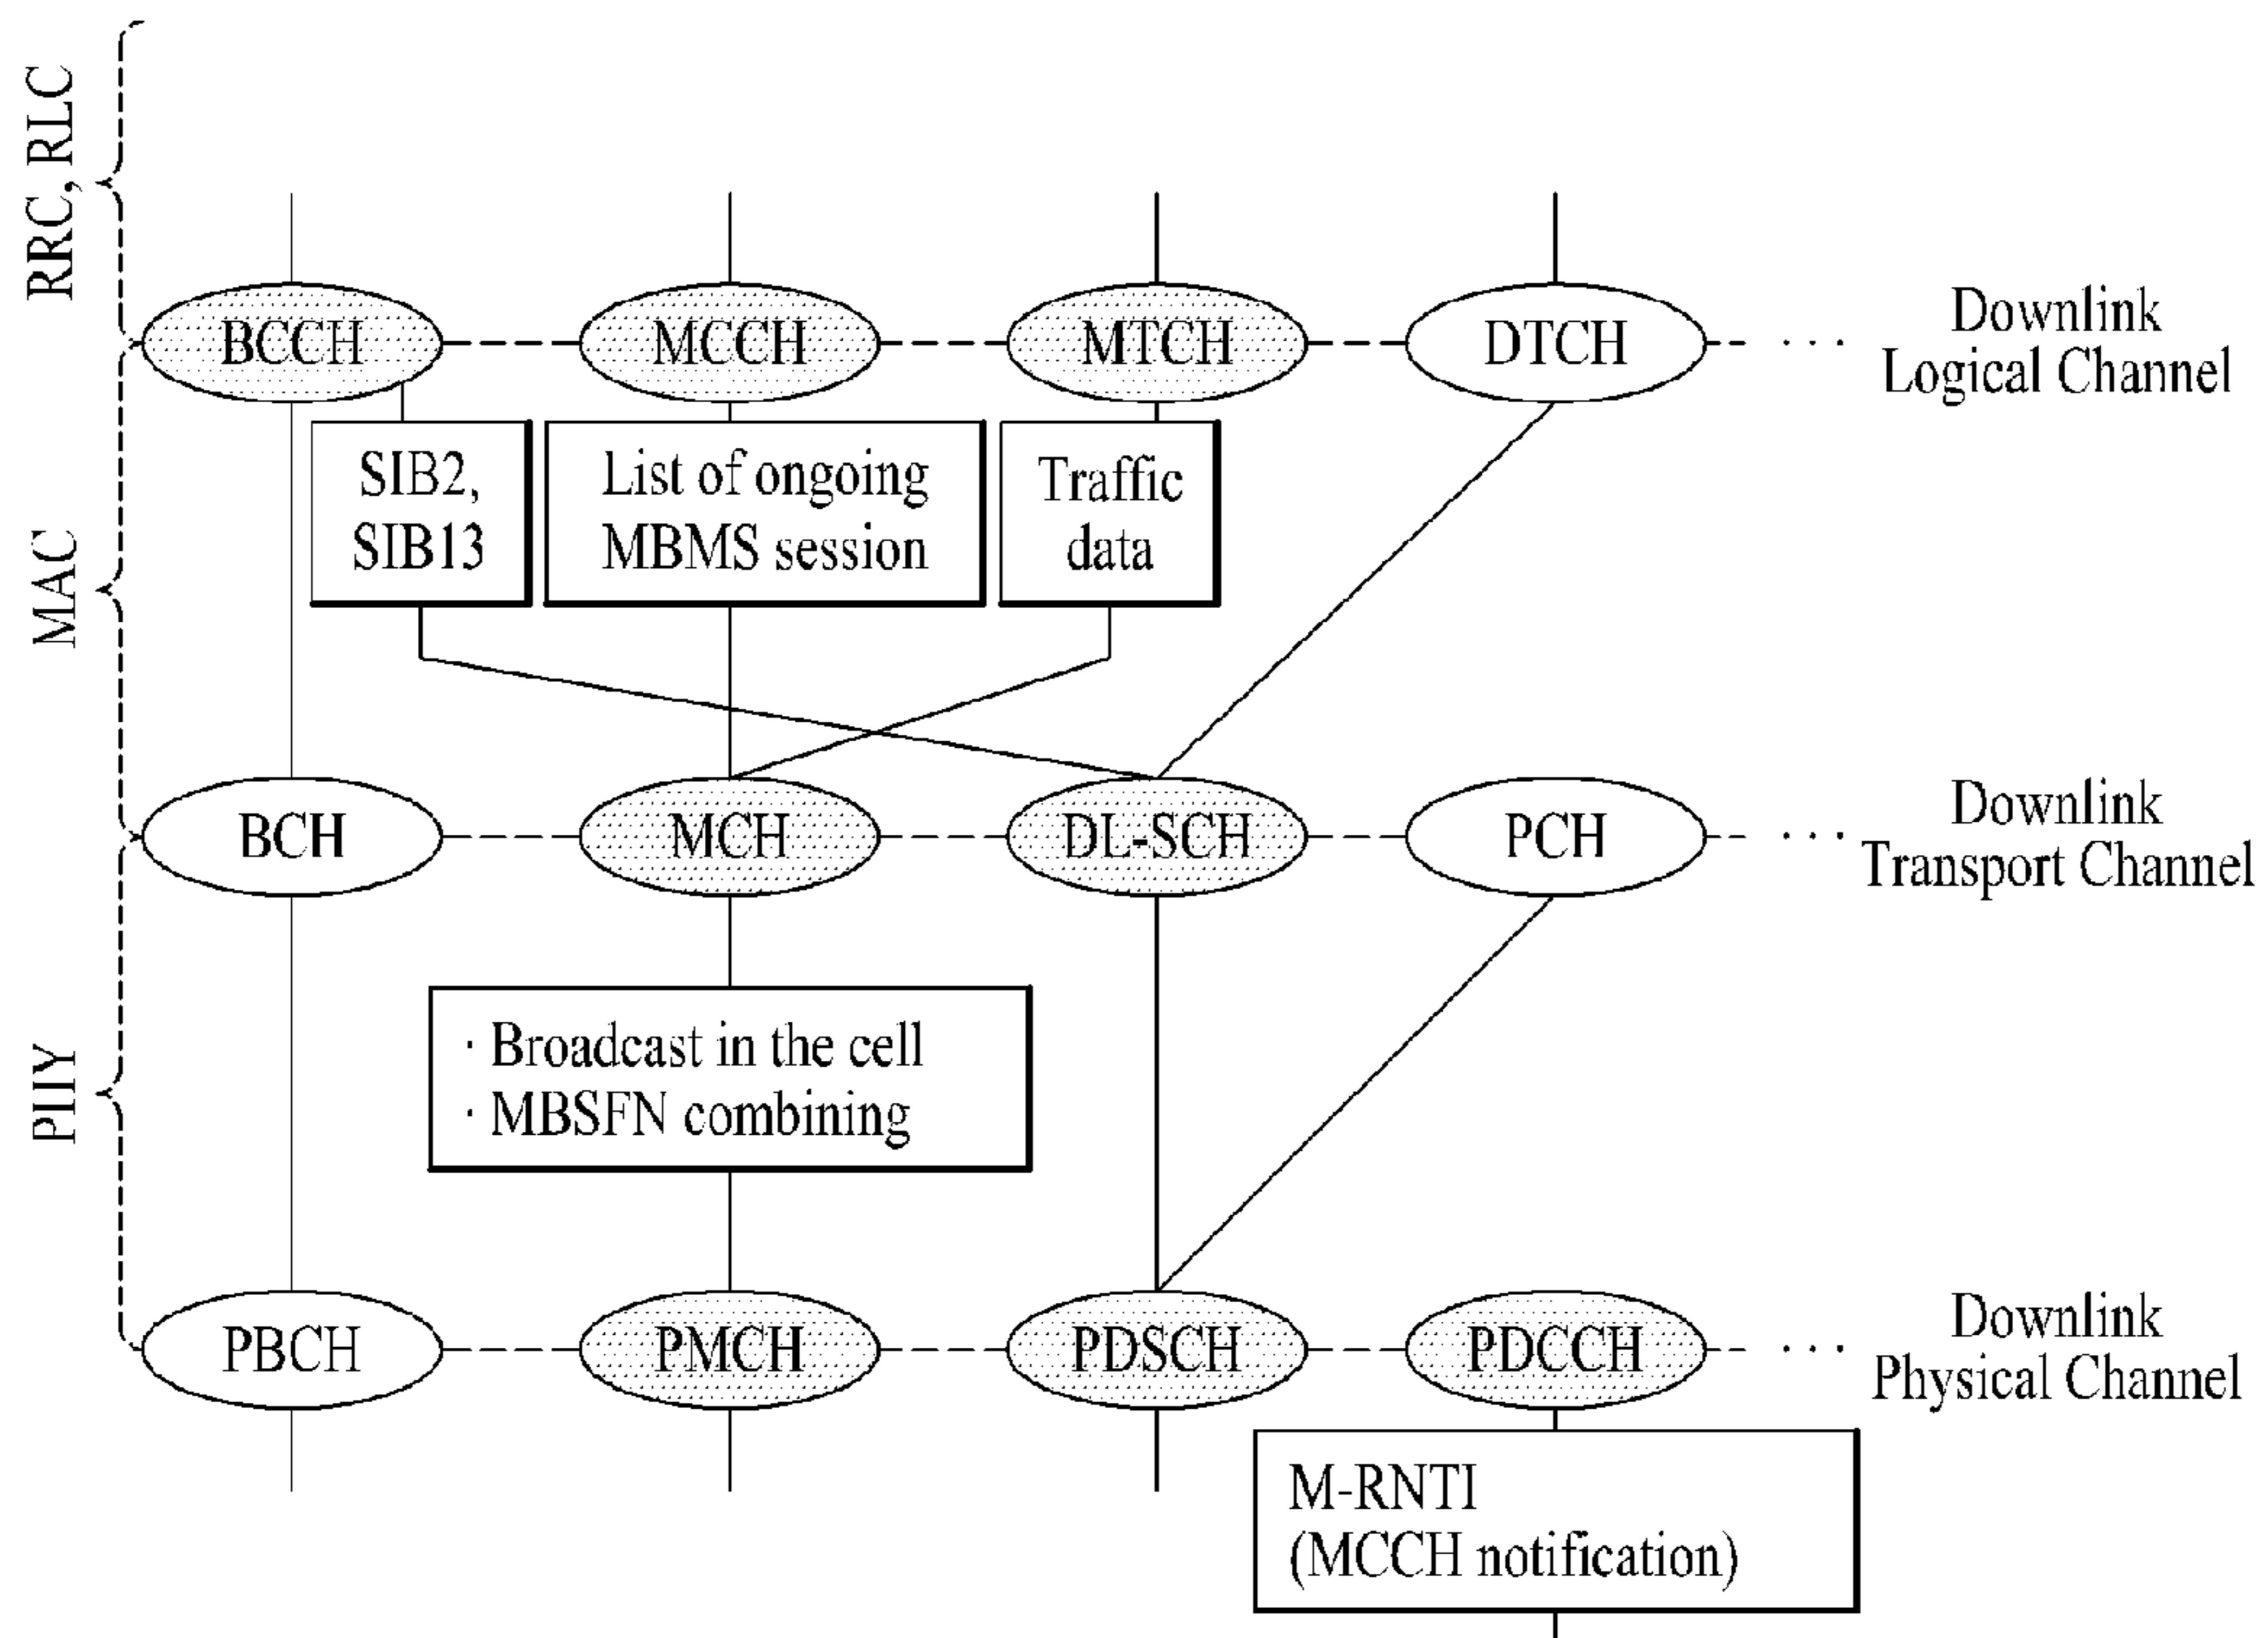 RRC, RLC
BCCH
MCCH
MTCH
DTCH
· · ·
Downlink
Logical Channel
SIB2,
SIB13
List of ongoing
MBMS session
Traffic
data
MAC
BCH
MCH
DL-SCH
PCH
· · ·
Downlink
Transport Channel
· Broadcast in the cell
· MBSFN combining
PHY
PBCH
PMCH
PDSCH
PDCCH
· · ·
Downlink
Physical Channel
M-RNTI
(MCCH notification)